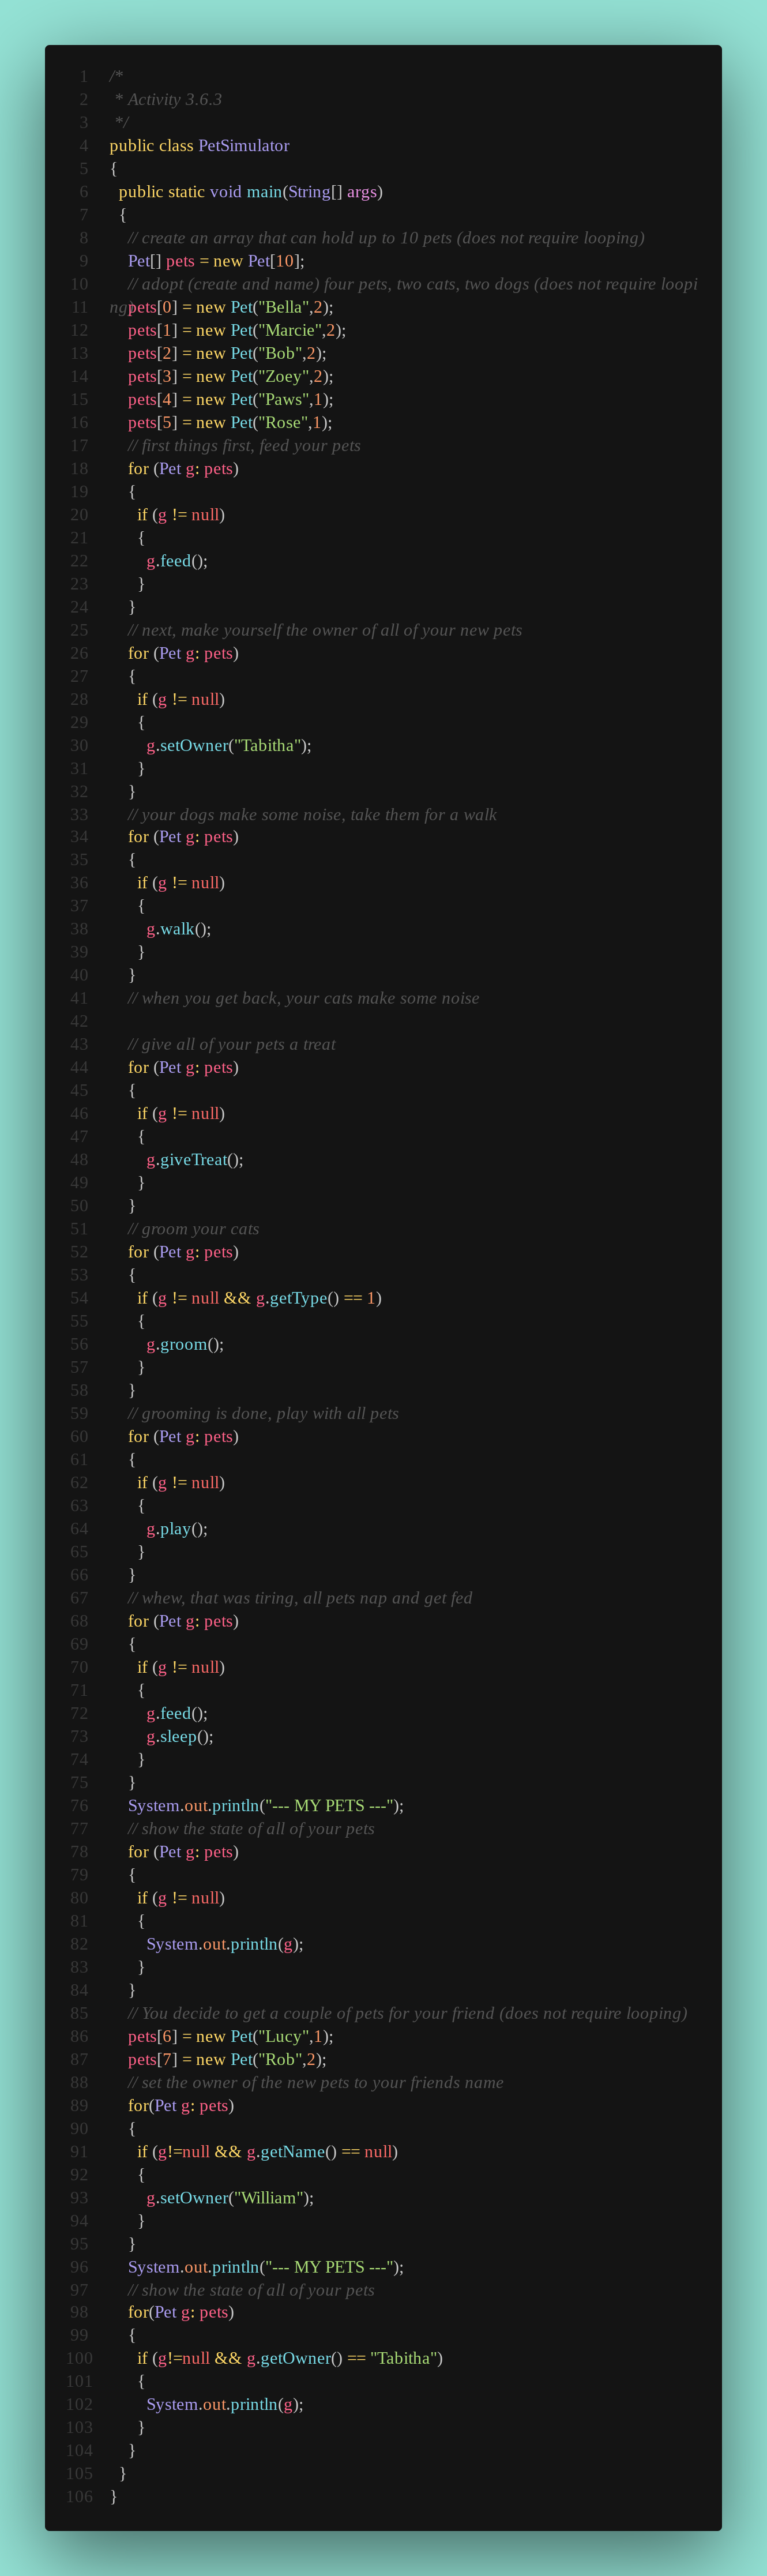 1 /*
2  * Activity 3.6.3
3  */
4 public class PetSimulator
5 {
6   public static void main(String[] args)
7   {
8     // create an array that can hold up to 10 pets (does not require looping)
9     Pet[] pets = new Pet[10];
10     // adopt (create and name) four pets, two cats, two dogs (does not require loopi
ng)
11     pets[0] = new Pet("Bella",2);
12     pets[1] = new Pet("Marcie",2);
13     pets[2] = new Pet("Bob",2);
14     pets[3] = new Pet("Zoey",2);
15     pets[4] = new Pet("Paws",1);
16     pets[5] = new Pet("Rose",1);
17     // first things first, feed your pets
18     for (Pet g: pets)
19     {
20       if (g != null)
21       {
22         g.feed();
23       }
24     }
25     // next, make yourself the owner of all of your new pets
26     for (Pet g: pets)
27     {
28       if (g != null)
29       {
30         g.setOwner("Tabitha");
31       }
32     }
33     // your dogs make some noise, take them for a walk
34     for (Pet g: pets)
35     {
36       if (g != null)
37       {
38         g.walk();
39       }
40     }
41     // when you get back, your cats make some noise
42
43     // give all of your pets a treat
44     for (Pet g: pets)
45     {
46       if (g != null)
47       {
48         g.giveTreat();
49       }
50     }
51     // groom your cats
52     for (Pet g: pets)
53     {
54       if (g != null && g.getType() == 1)
55       {
56         g.groom();
57       }
58     }
59     // grooming is done, play with all pets
60     for (Pet g: pets)
61     {
62       if (g != null)
63       {
64         g.play();
65       }
66     }
67     // whew, that was tiring, all pets nap and get fed
68     for (Pet g: pets)
69     {
70       if (g != null)
71       {
72         g.feed();
73         g.sleep();
74       }
75     }
76     System.out.println("--- MY PETS ---");
77     // show the state of all of your pets
78     for (Pet g: pets)
79     {
80       if (g != null)
81       {
82         System.out.println(g);
83       }
84     }
85     // You decide to get a couple of pets for your friend (does not require looping)
86     pets[6] = new Pet("Lucy",1);
87     pets[7] = new Pet("Rob",2);
88     // set the owner of the new pets to your friends name
89     for(Pet g: pets)
90     {
91       if (g!=null && g.getName() == null)
92       {
93         g.setOwner("William");
94       }
95     }
96     System.out.println("--- MY PETS ---");
97     // show the state of all of your pets
98     for(Pet g: pets)
99     {
100       if (g!=null && g.getOwner() == "Tabitha")
101       {
102         System.out.println(g);
103       }
104     }
105   }
106 }